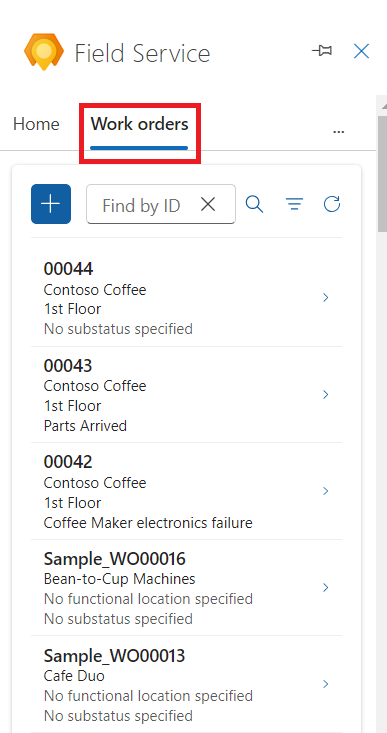 Field Service
Home
Work orders
...
Find by ID
00044
Contoso Coffee
1st Floor
No substatus specified
00043
Contoso Coffee
1st Floor
Parts Arrived
00042
Contoso Coffee
1st Floor
Coffee Maker electronics failure
Sample_WO00016
Bean-to-Cup Machines
No functional location specified
No substatus specified
Sample_WO00013
Cafe Duo
No functional location specified
No substatus specified